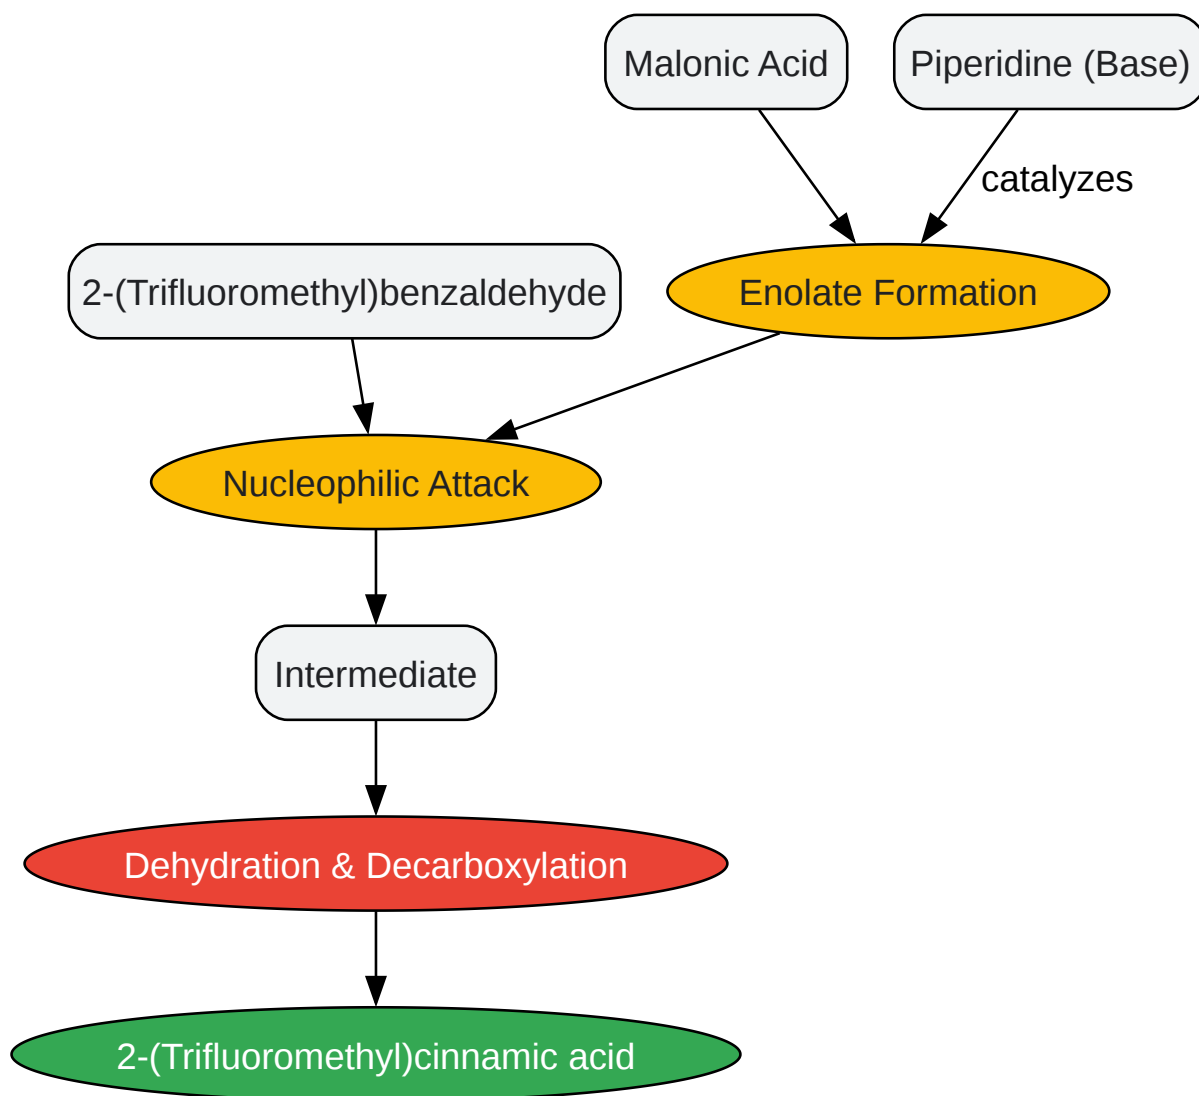 Malonic Acid
Piperidine (Base)
catalyzes
2-(Trifluoromethyl)benzaldehyde
Enolate Formation
Nucleophilic Attack
Intermediate
Dehydration & Decarboxylation
2-(Trifluoromethyl)cinnamic acid